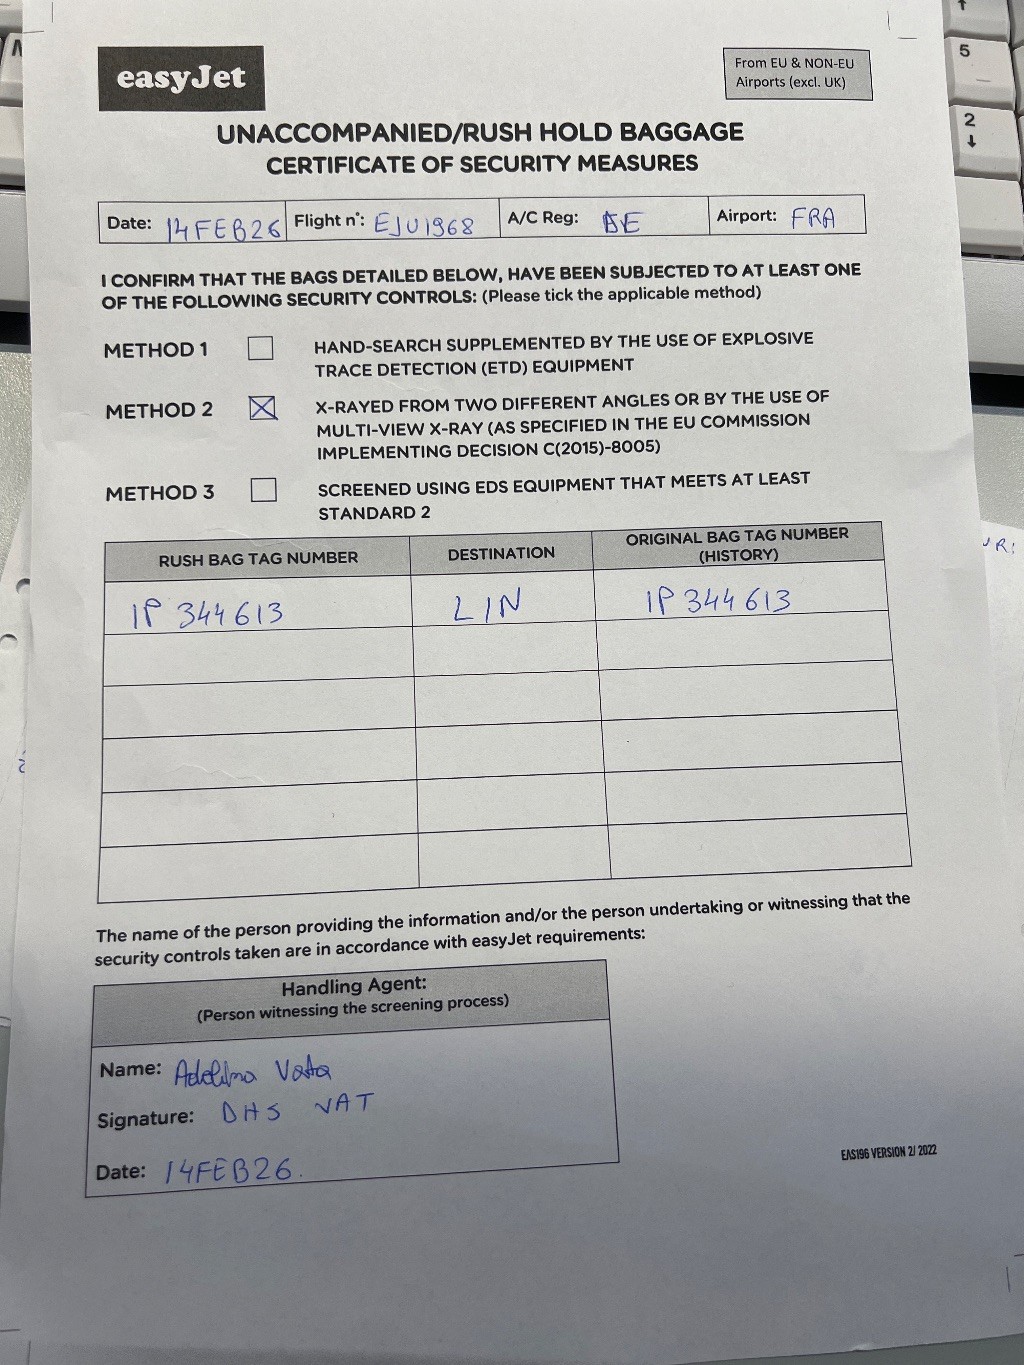 easyJet
From EU & NON-EU
Airports (excl. UK)
UNACCOMPANIED/RUSH HOLD BAGGAGE
CERTIFICATE OF SECURITY MEASURES
Date: 14FEB26 Flight n°: EJU1968 A/C Reg: Airport: FRA
I CONFIRM THAT THE BAGS DETAILED BELOW, HAVE BEEN SUBJECTED TO AT LEAST ONE
OF THE FOLLOWING SECURITY CONTROLS: (Please tick the applicable method)
METHOD 1 HAND-SEARCH SUPPLEMENTED BY THE USE OF EXPLOSIVE
TRACE DETECTION (ETD) EQUIPMENT
METHOD 2 X-RAYED FROM TWO DIFFERENT ANGLES OR BY THE USE OF
MULTI-VIEW X-RAY (AS SPECIFIED IN THE EU COMMISSION
IMPLEMENTING DECISION C(2015)-8005)
METHOD 3 SCREENED USING EDS EQUIPMENT THAT MEETS AT LEAST
STANDARD 2
RUSH BAG TAG NUMBER DESTINATION ORIGINAL BAG TAG NUMBER
(HISTORY)
IP 344613 LIN IP 344613
The name of the person providing the information and/or the person undertaking or witnessing that the
security controls taken are in accordance with easyJet requirements:
Handling Agent:
(Person witnessing the screening process)
Name: Vata
Signature: DHS VAT
Date: 14FEB26.
EAS196 VERSION 2/ 2022
5
2